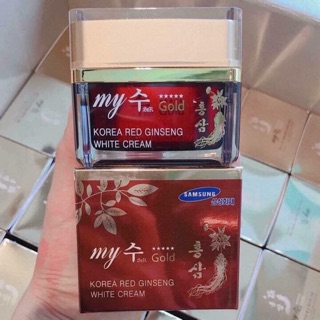 my 수 ★★★★★
Gold
홍삼
KOREA RED GINSENG
WHITE CREAM
SAMSUNG
my 수 ★★★★★
Gold
홍삼
KOREA RED GINSENG
WHITE CREAM